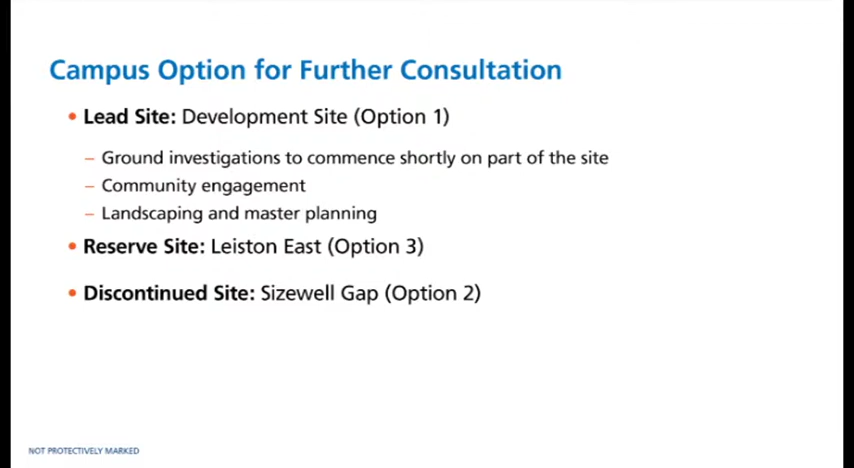 Campus Option for Further Consultation
• Lead Site: Development Site (Option 1)
– Ground investigations to commence shortly on part of the site
– Community engagement
– Landscaping and master planning
• Reserve Site: Leiston East (Option 3)
• Discontinued Site: Sizewell Gap (Option 2)
NOT PROTECTIVELY MARKED